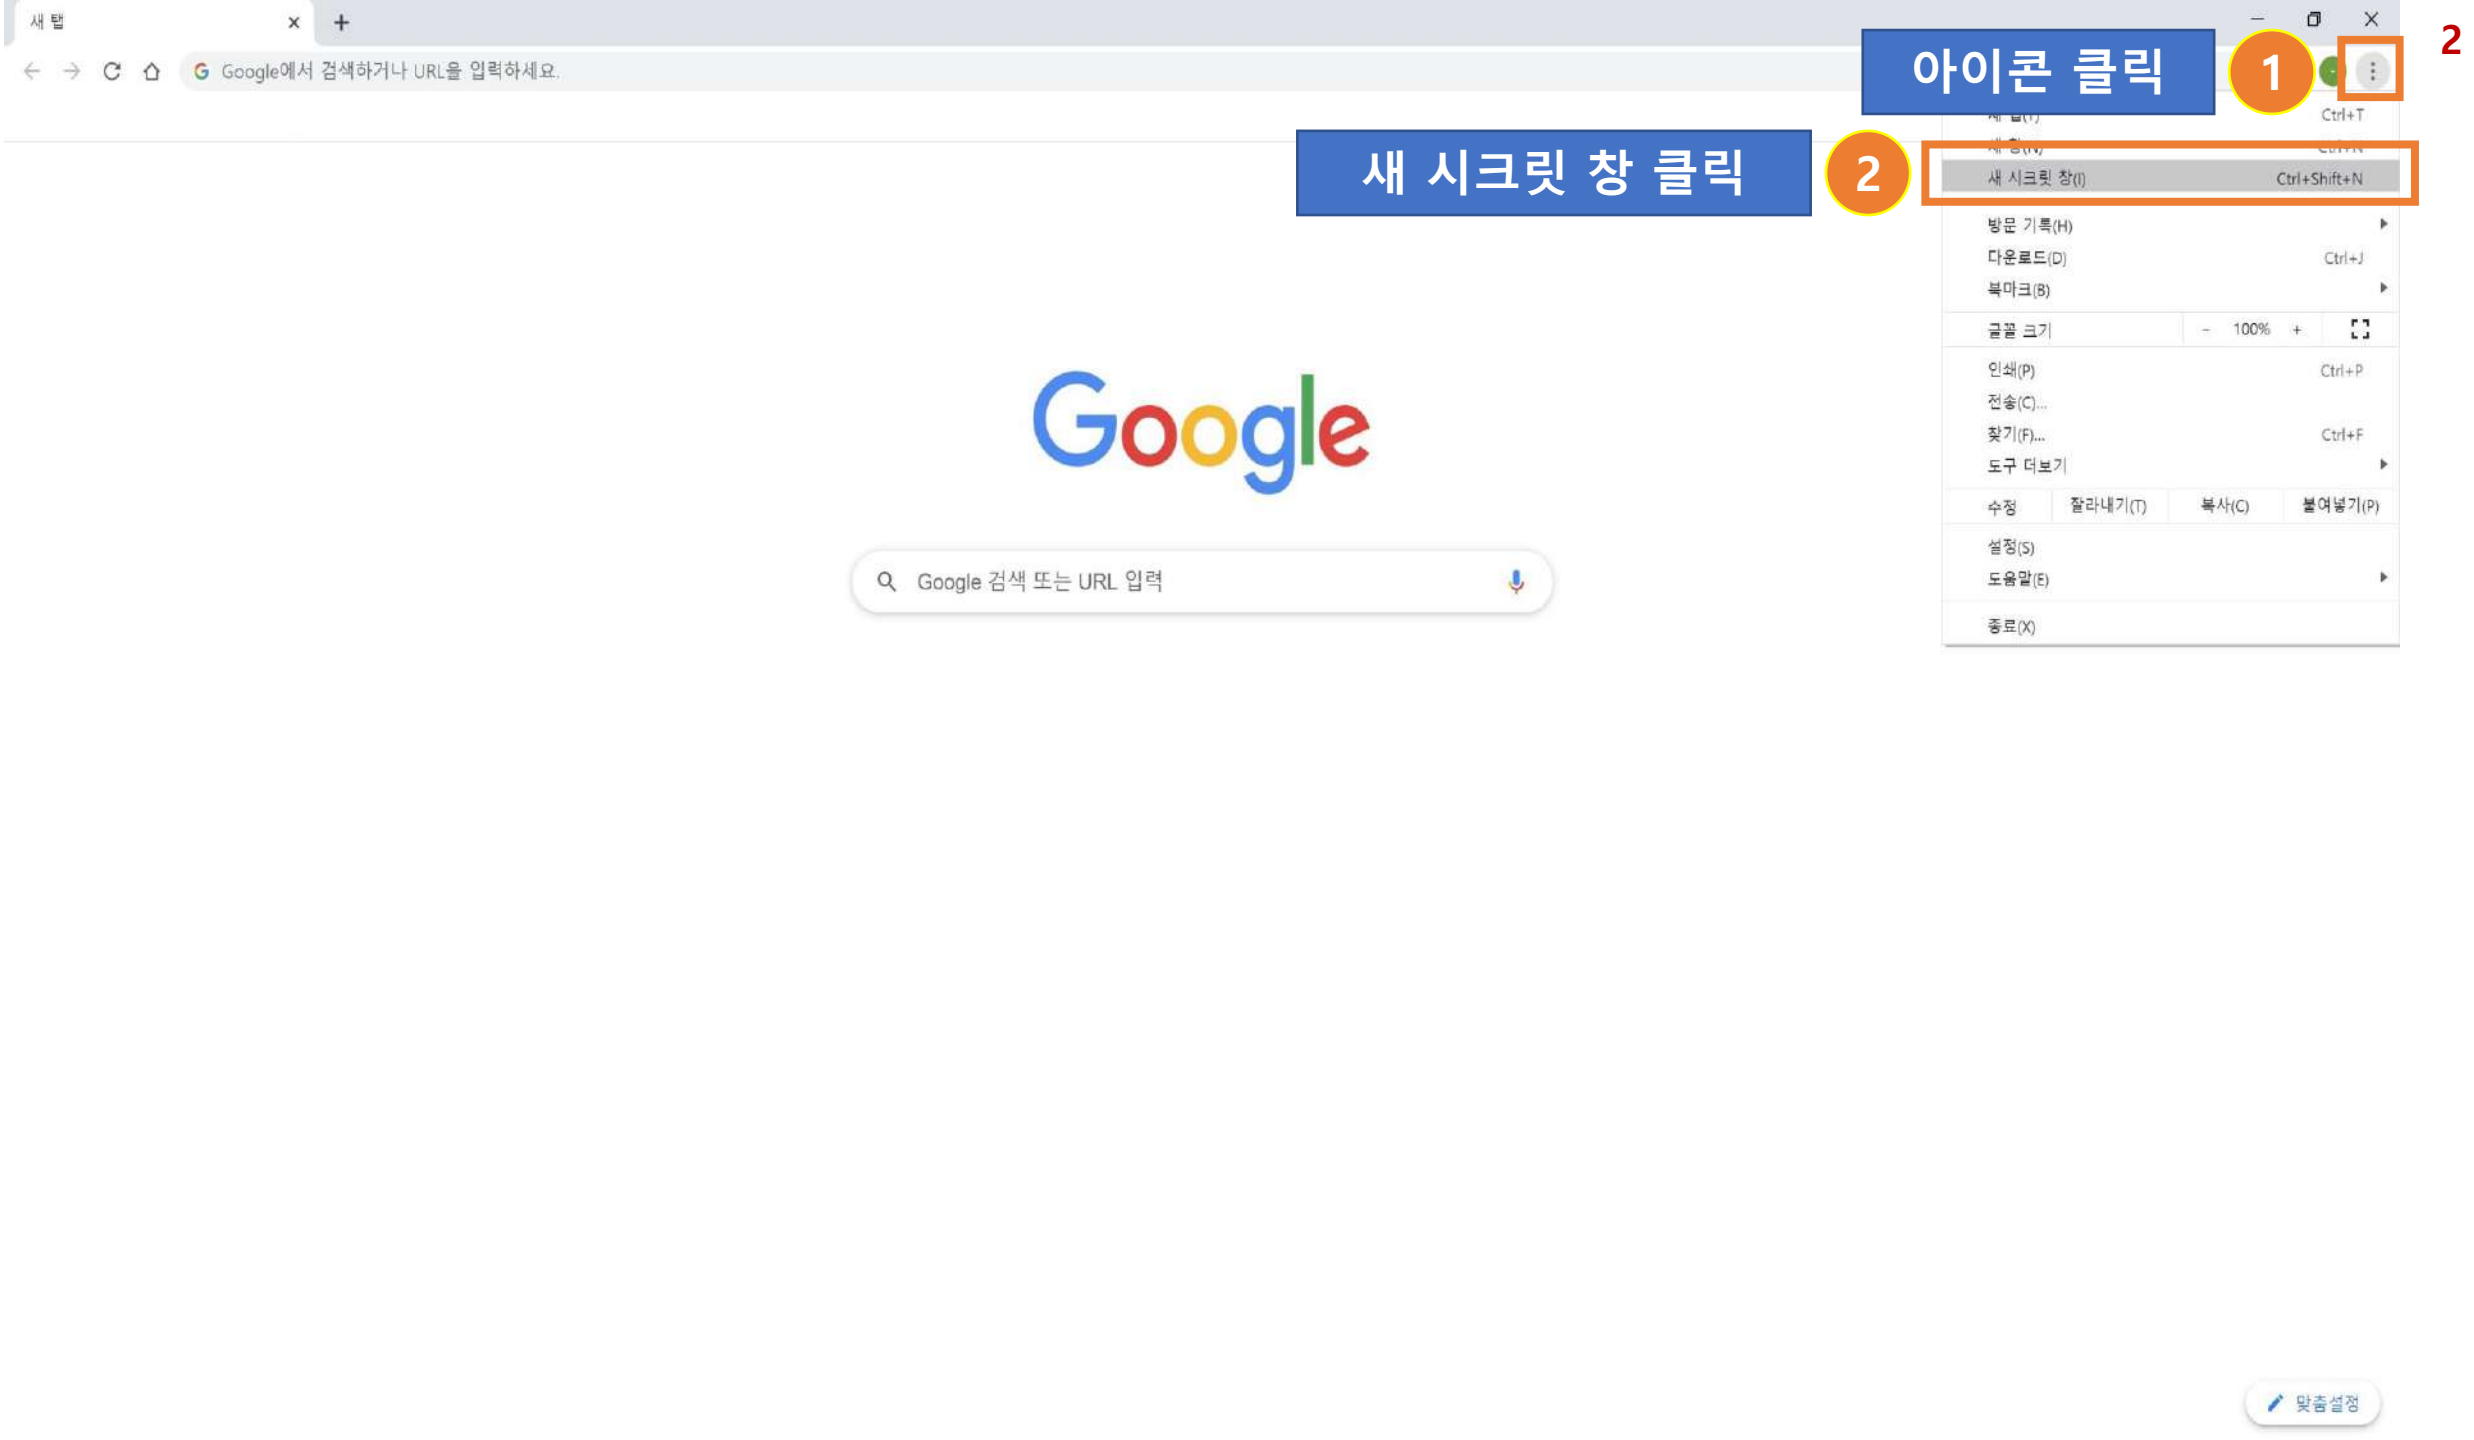 새 탭
2
Google에서 검색하거나 URL을 입력하세요.
아이콘 클릭
1
Ctrl+T
새 시크릿 창 클릭
2
새 시크릿 창(I) Ctrl+Shift+N
방문 기록(H)
다운로드(D) Ctrl+J
북마크(B)
글꼴 크기 - 100% +
인쇄(P) Ctrl+P
전송(C)...
찾기(F)... Ctrl+F
도구 더보기
수정 잘라내기(T) 복사(C) 붙여넣기(P)
설정(S)
도움말(E)
종료(X)
Google
Google 검색 또는 URL 입력
맞춤설정